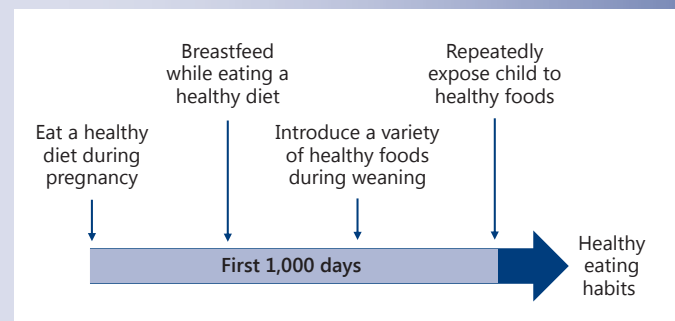 Eat a healthy
diet during
pregnancy
Breastfeed
while eating a
healthy diet
Introduce a variety
of healthy foods
during weaning
Repeatedly
expose child to
healthy foods
First 1,000 days
Healthy
eating
habits